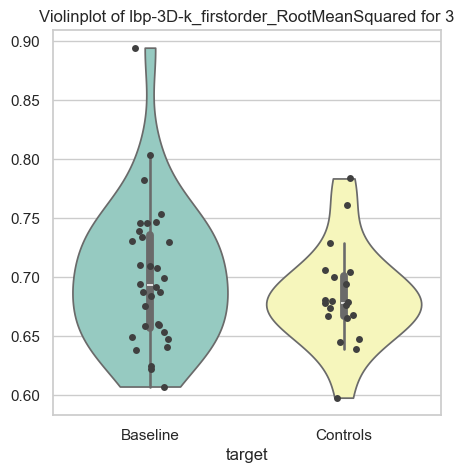 Violinplot of lbp-3D-k_firstorder_RootMeanSquared for 3
0.90
0.85
0.80
0.75
0.70
0.65
0.60
Baseline Controls
target